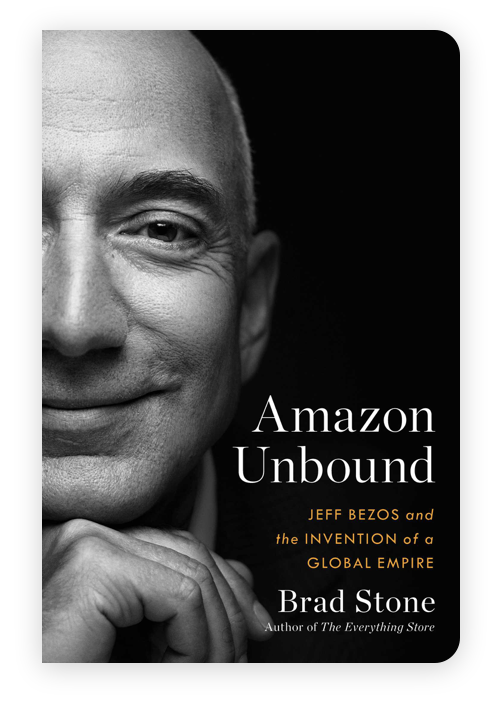 Amazon
Unbound
JEFF BEZOS and
the INVENTION of a
GLOBAL EMPIRE
Brad Stone
Author of The Everything Store